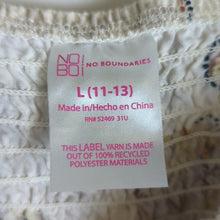 NO
BO
NO BOUNDARIES
L (11-13)
Made in/Hecho en China
RN# 52469 31U
THIS LABEL YARN IS MADE
OUT OF 100% RECYCLED
POLYESTER MATERIALS